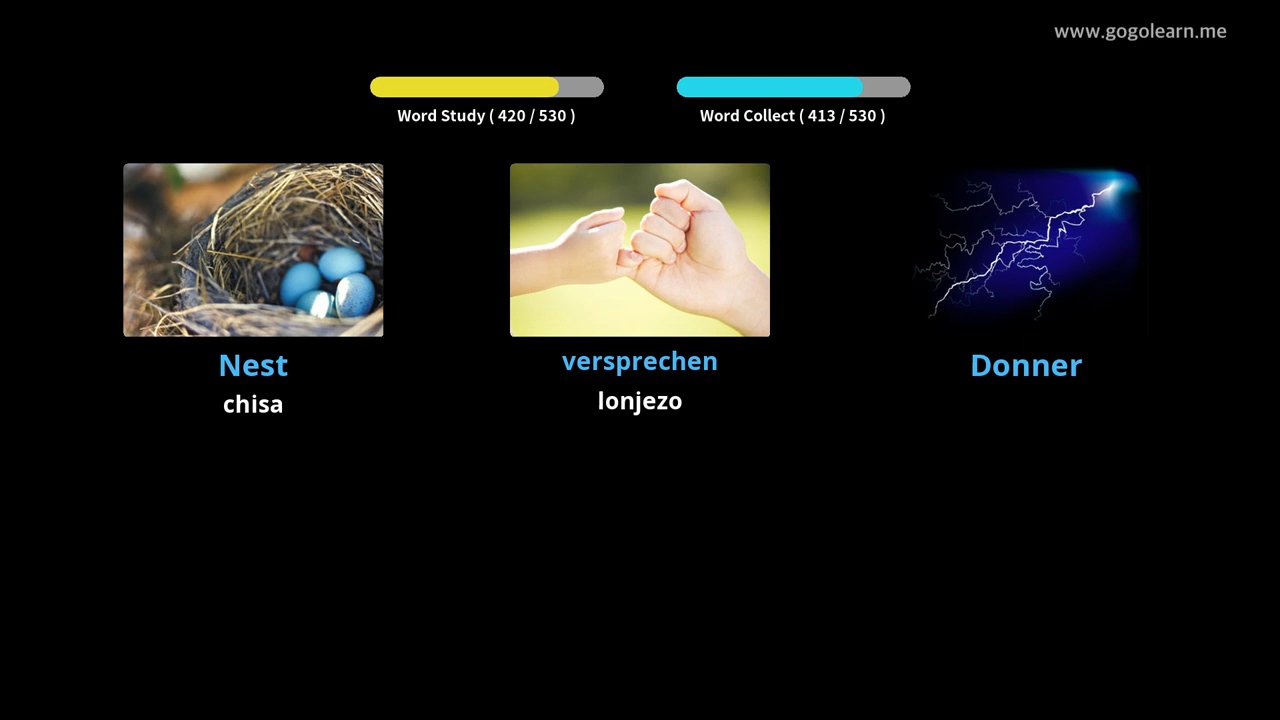 www.gogolearn.me
Word Study ( 420 / 530 )
Word Collect ( 413 / 530 )
Nest
chisa
versprechen
lonjezo
Donner